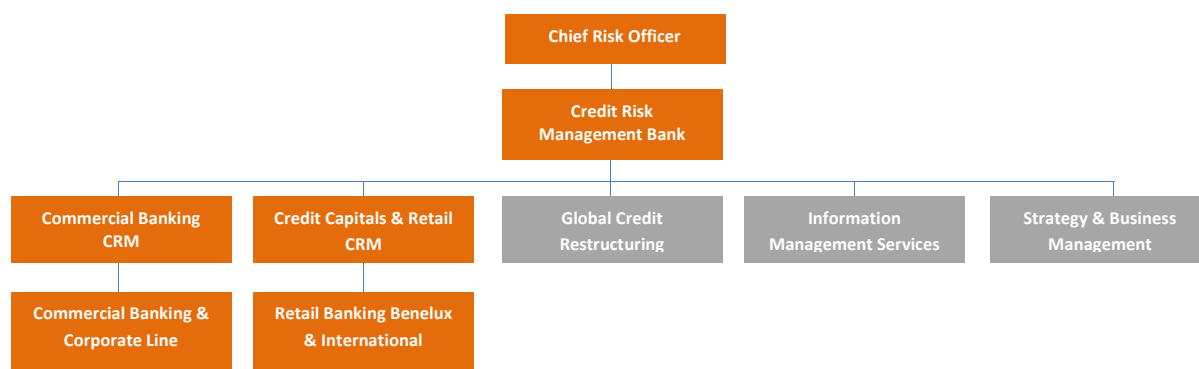 Chief Risk Officer
Credit Risk
Management Bank
Commercial Banking
CRM
Credit Capitals & Retail
CRM
Global Credit
Restructuring
Information
Management Services
Strategy & Business
Management
Commercial Banking &
Corporate Line
Retail Banking Benelux
& International